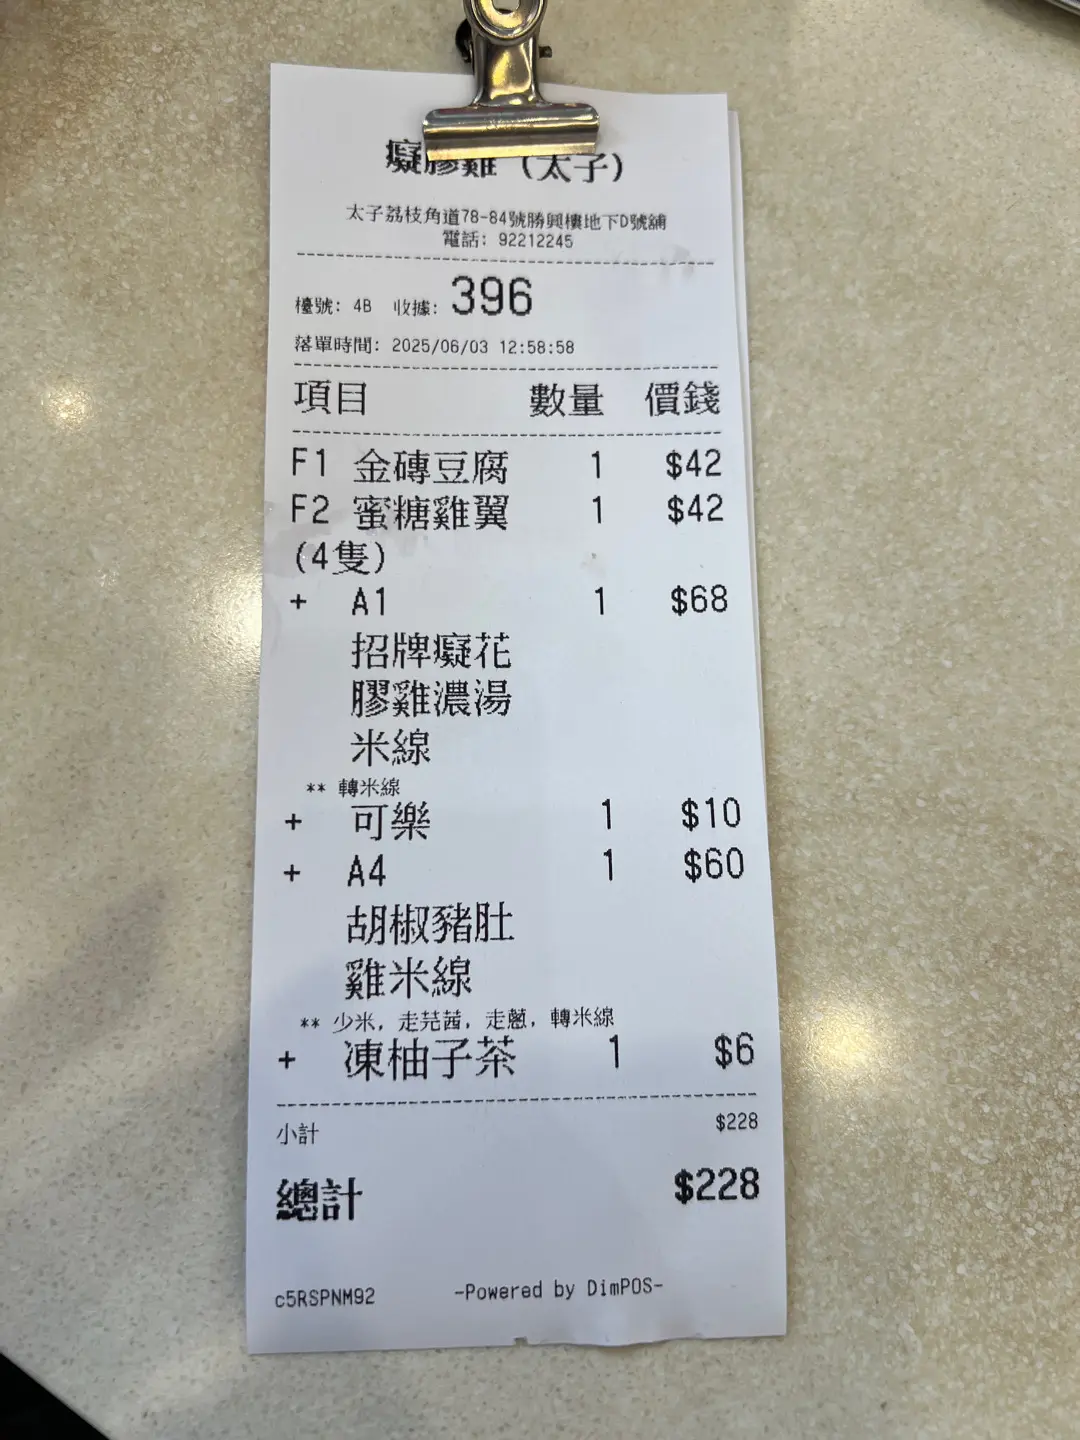 癡膠雞（太子）
太子荔枝角道78-84號勝興樓地下D號舖
電話: 92212245
檯號: 4B 收據: 396
落單時間: 2025/06/03 12:58:58
項目 數量 價錢
F1 金磚豆腐 1 $42
F2 蜜糖雞翼 1 $42
(4隻)
+ A1 1 $68
招牌癡花
膠雞濃湯
米線
** 轉米線
+ 可樂 1 $10
+ A4 1 $60
胡椒豬肚
雞米線
** 少米, 走芫茜, 走蔥, 轉米線
+ 凍柚子茶 1 $6
小計 $228
總計 $228
c5RSPNM92 -Powered by DimPOS-